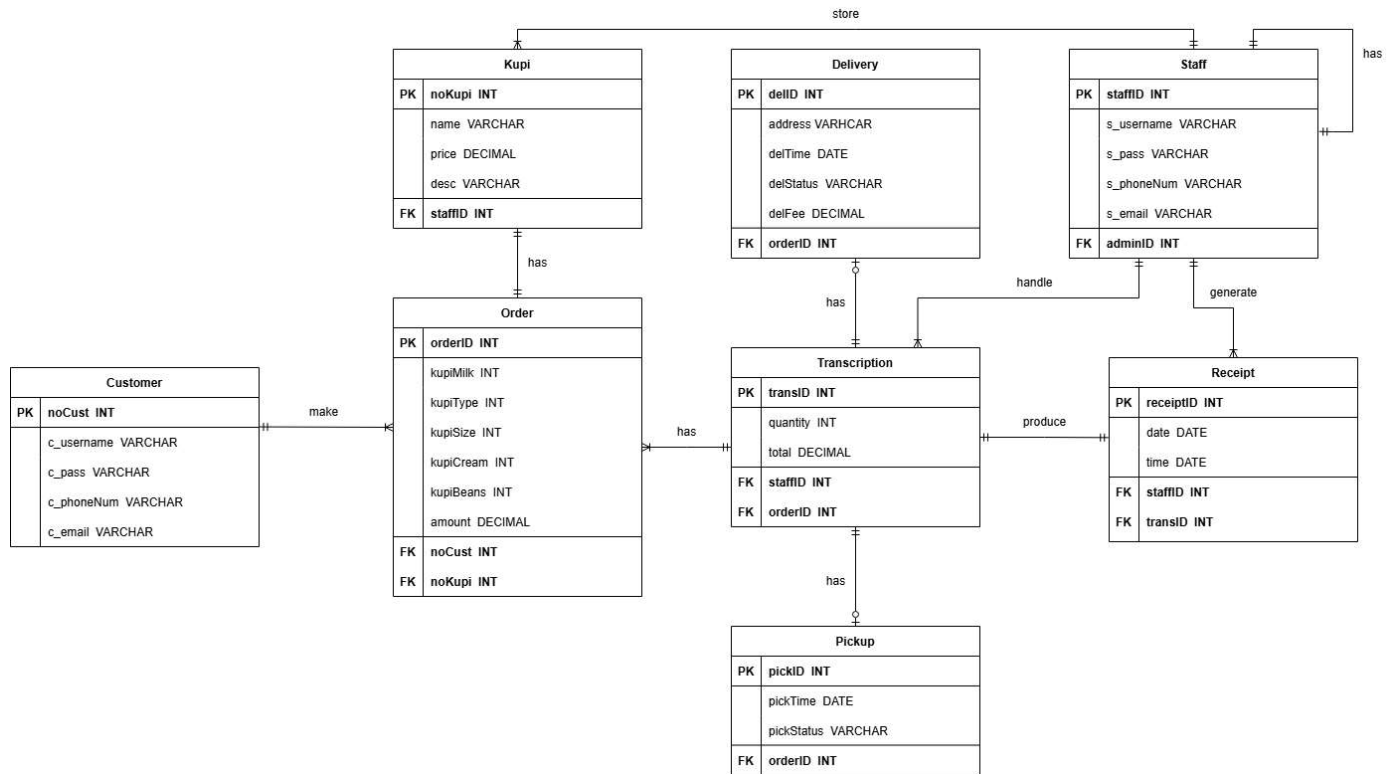 store
has
Kupi
PK noKupi INT
name VARCHAR
price DECIMAL
desc VARCHAR
FK staffID INT
Delivery
PK delID INT
address VARHCAR
delTime DATE
delStatus VARCHAR
delFee DECIMAL
FK orderID INT
Staff
PK staffID INT
s_username VARCHAR
s_pass VARCHAR
s_phoneNum VARCHAR
s_email VARCHAR
FK adminID INT
has
has
handle
generate
Order
PK orderID INT
kupiMilk INT
kupiType INT
kupiSize INT
kupiCream INT
kupiBeans INT
amount DECIMAL
FK noCust INT
FK noKupi INT
Customer
PK noCust INT
c_username VARCHAR
c_pass VARCHAR
c_phoneNum VARCHAR
c_email VARCHAR
make
has
Transcription
PK transID INT
quantity INT
total DECIMAL
FK staffID INT
FK orderID INT
produce
Receipt
PK receiptID INT
date DATE
time DATE
FK staffID INT
FK transID INT
has
Pickup
PK pickID INT
pickTime DATE
pickStatus VARCHAR
FK orderID INT